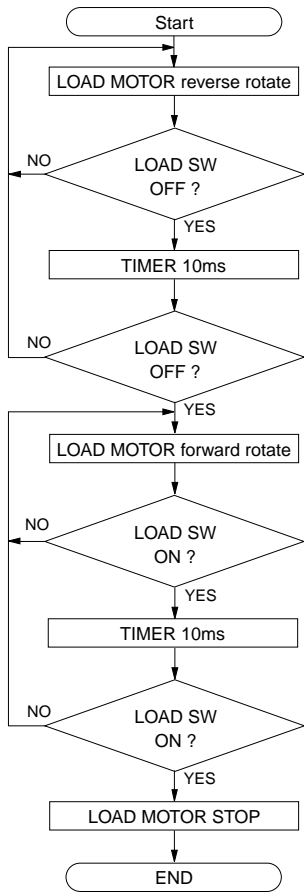 Start
LOAD MOTOR reverse rotate
NO
LOAD SW
OFF ?
YES
TIMER 10ms
NO
LOAD SW
OFF ?
YES
LOAD MOTOR forward rotate
NO
LOAD SW
ON ?
YES
TIMER 10ms
NO
LOAD SW
ON ?
YES
LOAD MOTOR STOP
END